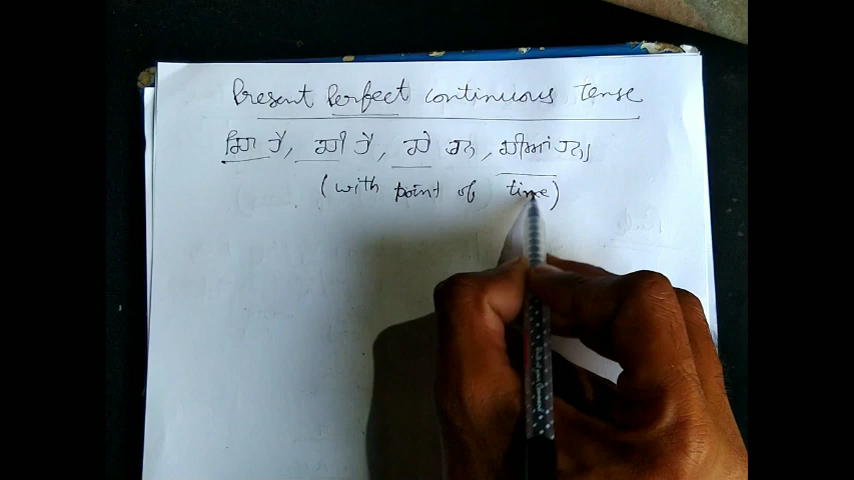 Present Perfect continuous Tense
ਰਿਹਾ ਹੈ, ਰਹੀ ਹੈ, ਰਹੇ ਹਨ, ਰਹੀਆਂ ਹਨ।
(with point of time)